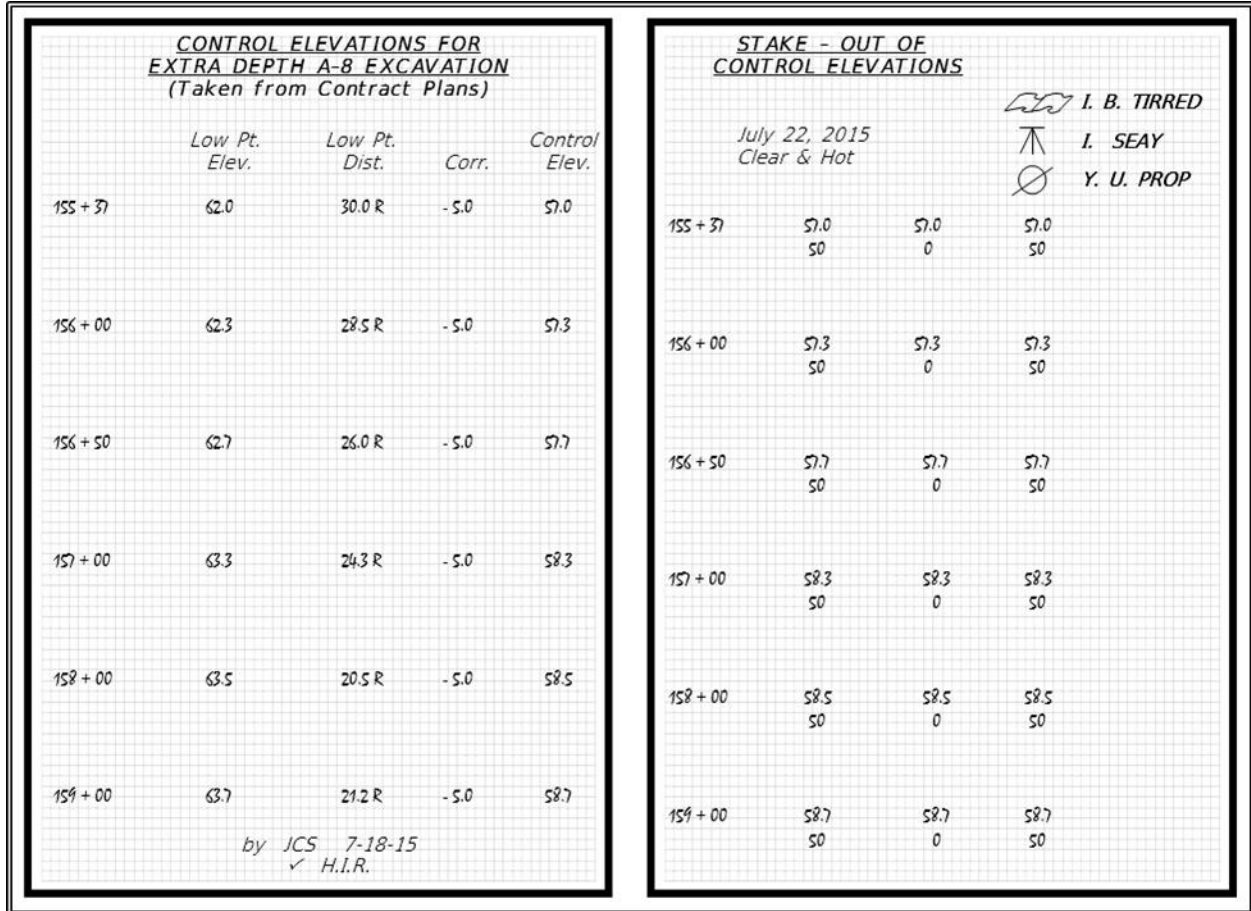 CONTROL ELEVATIONS FOR
EXTRA DEPTH A-8 EXCAVATION
(Taken from Contract Plans)
Low Pt. Low Pt. Control
Elev. Dist. Corr. Elev.
155 + 37 62.0 30.0 R - 5.0 57.0
156 + 00 62.3 28.5 R - 5.0 57.3
156 + 50 62.7 26.0 R - 5.0 57.7
157 + 00 63.3 24.3 R - 5.0 58.3
158 + 00 63.5 20.5 R - 5.0 58.5
159 + 00 63.7 21.2 R - 5.0 58.7
by JCS 7-18-15
✓ H.I.R.
STAKE - OUT OF
CONTROL ELEVATIONS
I. B. TIRRED
July 22, 2015 I. SEAY
Clear & Hot
Y. U. PROP
155 + 37 57.0 57.0 57.0
50 0 50
156 + 00 57.3 57.3 57.3
50 0 50
156 + 50 57.7 57.7 57.7
50 0 50
157 + 00 58.3 58.3 58.3
50 0 50
158 + 00 58.5 58.5 58.5
50 0 50
159 + 00 58.7 58.7 58.7
50 0 50